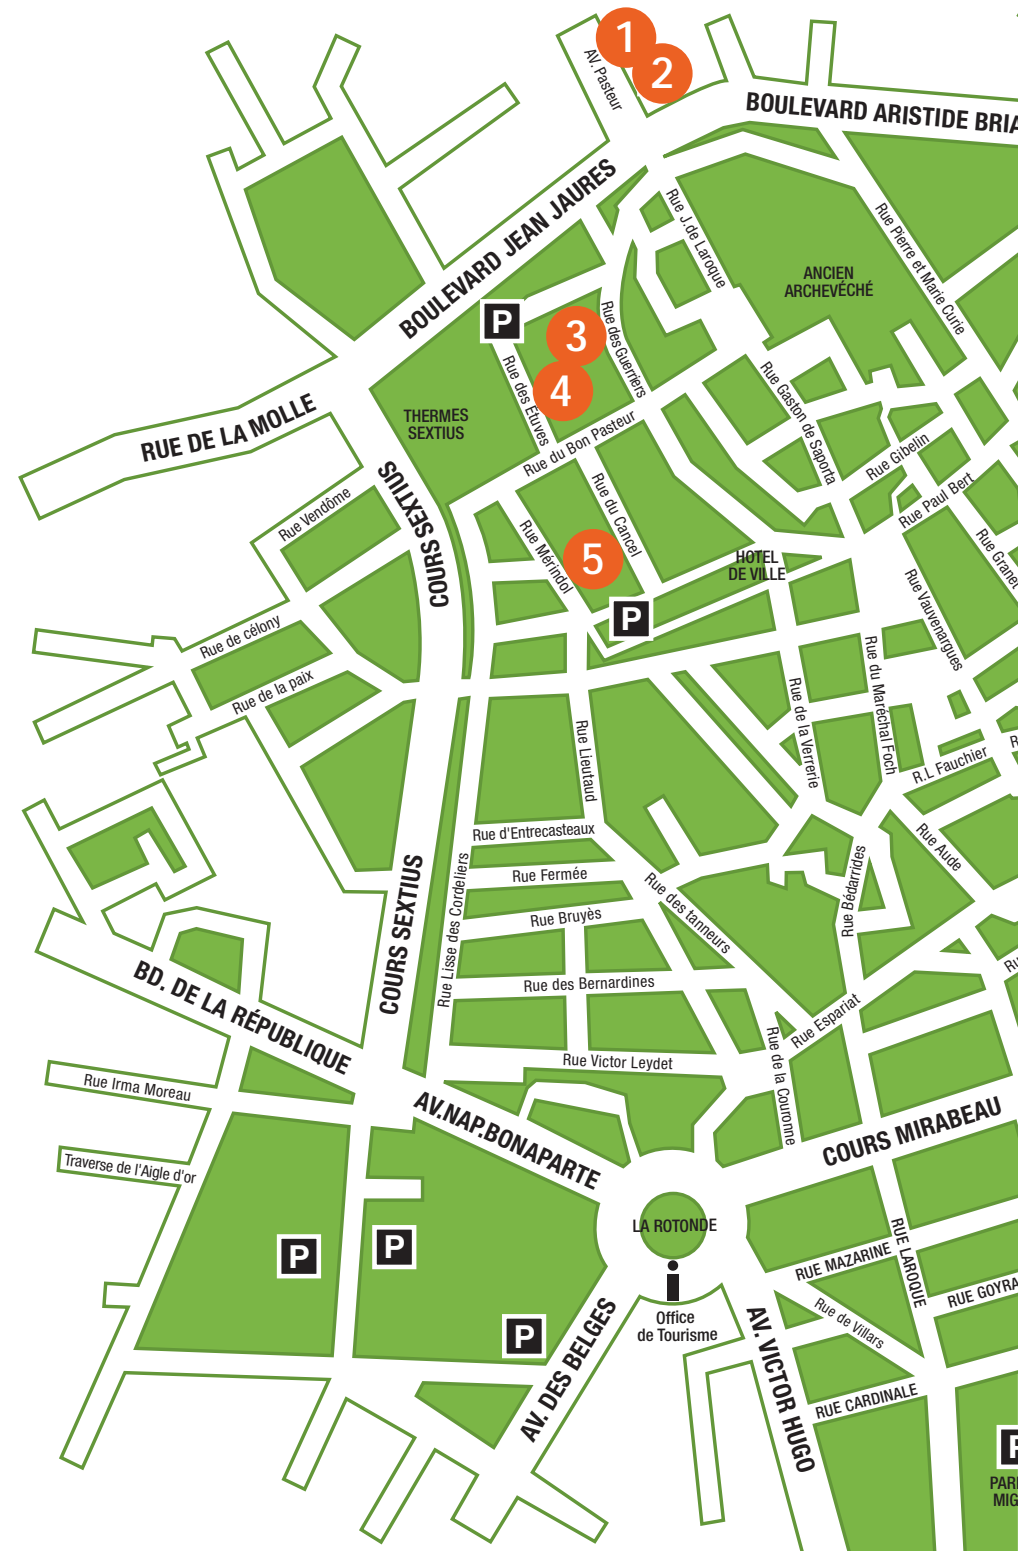 1
2
AV. Pasteur
BOULEVARD ARISTIDE BRIA
BOULEVARD JEAN JAURES
Rue J.de Laroque
Rue Pierre et Marie Curie
ANCIEN
ARCHEVÉCHÉ
P
3
Rue des Guerriers
4
Rue des Etuves
Rue Gaston de Saporta
THERMES
SEXTIUS
RUE DE LA MOLLE
Rue du Bon Pasteur
Rue Gibelin
COURS SEXTIUS
Rue Vendôme
Rue du Cancel
Rue Paul Bert
Rue Mérindol
5
HOTEL
DE VILLE
Rue Granet
Rue Vauvenargues
P
Rue de célony
Rue du Maréchal Foch
Rue de la paix
Rue de la Verrerie
Rue Lieutaud
R.L Fauchier
R
Rue d'Entrecasteaux
Rue Aude
Rue Fermée
Rue Bédarrides
COURS SEXTIUS
Rue Lisse des Cordeliers
Rue des tanneurs
Rue Bruyès
Rue des Bernardines
BD. DE LA RÉPUBLIQUE
Rue Espariat
Ru
Rue Victor Leydet
Rue de la Couronne
Rue Irma Moreau
AV.NAP.BONAPARTE
COURS MIRABEAU
Traverse de l'Aigle d'or
LA ROTONDE
P
P
RUE MAZARINE
RUE LAROQUE
RUE GOYRA
Office
de Tourisme
Rue de Villars
P
AV. DES BELGES
AV. VICTOR HUGO
RUE CARDINALE
P
PAR
MIG